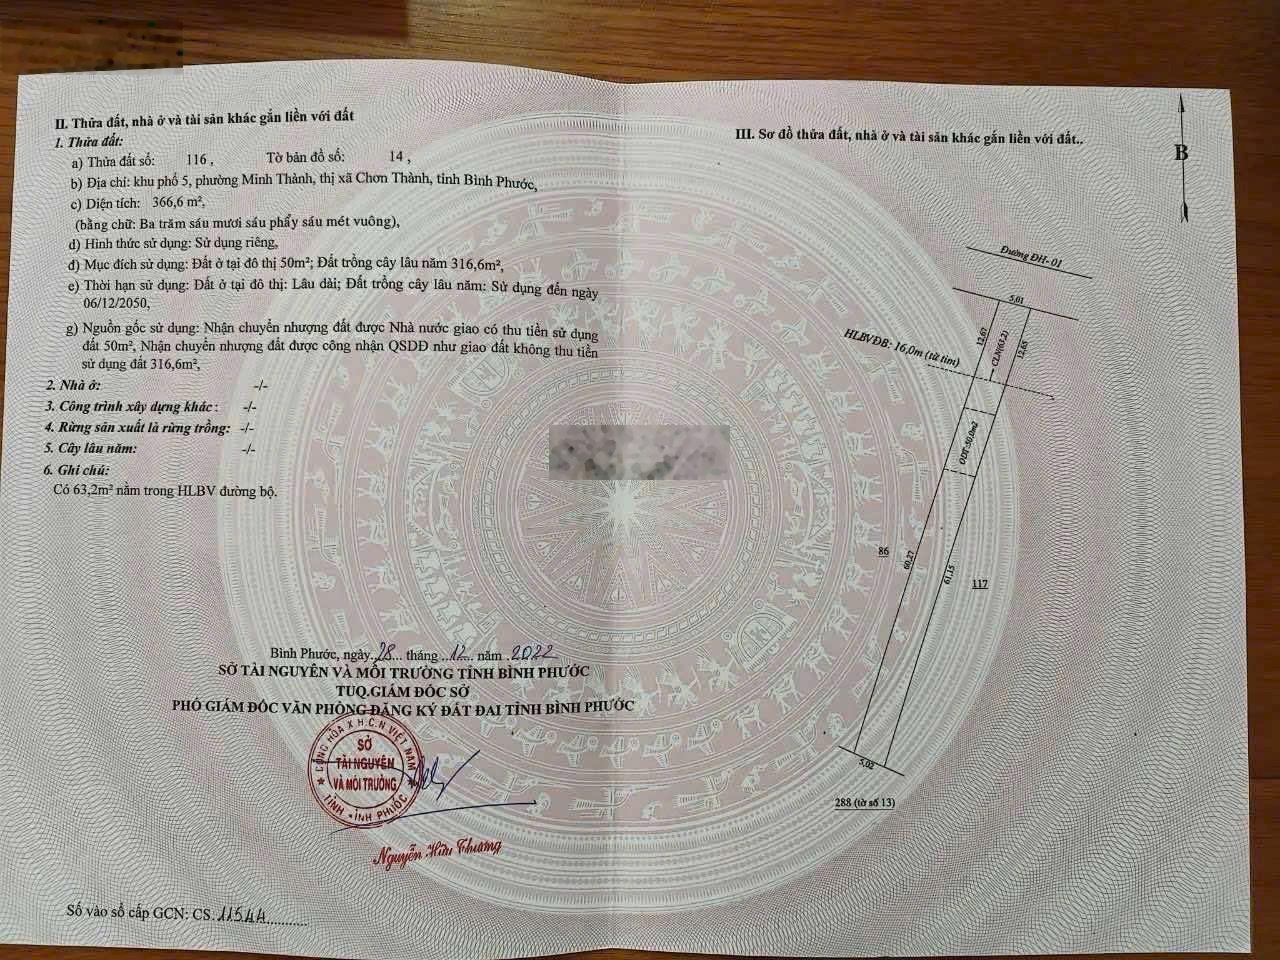 II. Thửa đất, nhà ở và tài sản khác gắn liền với đất
1. Thửa đất:
a) Thửa đất số: 116 , Tờ bản đồ số: 14 ,
b) Địa chỉ: khu phố 5, phường Minh Thành, thị xã Chơn Thành, tỉnh Bình Phước,
c) Diện tích: 366,6 m²,
(bằng chữ: Ba trăm sáu mươi sáu phẩy sáu mét vuông),
d) Hình thức sử dụng: Sử dụng riêng,
đ) Mục đích sử dụng: Đất ở tại đô thị 50m²; Đất trồng cây lâu năm 316,6m²,
e) Thời hạn sử dụng: Đất ở tại đô thị: Lâu dài; Đất trồng cây lâu năm: Sử dụng đến ngày
06/12/2050,
g) Nguồn gốc sử dụng: Nhận chuyển nhượng đất được Nhà nước giao có thu tiền sử dụng
đất 50m², Nhận chuyển nhượng đất được công nhận QSDĐ như giao đất không thu tiền
sử dụng đất 316,6m²,
2. Nhà ở: -/-
3. Công trình xây dựng khác : -/-
4. Rừng sản xuất là rừng trồng: -/-
5. Cây lâu năm: -/-
6. Ghi chú:
Có 63,2m² nằm trong HLBV đường bộ.
Bình Phước, ngày..28... tháng ..12... năm .2022
SỞ TÀI NGUYÊN VÀ MÔI TRƯỜNG TỈNH BÌNH PHƯỚC
TUQ.GIÁM ĐỐC SỞ
PHÓ GIÁM ĐỐC VĂN PHÒNG ĐĂNG KÝ ĐẤT ĐAI TỈNH BÌNH PHƯỚC
CỘNG HÒA X.H.C.N VIỆT NAM
SỞ
TÀI NGUYÊN
VÀ MÔI TRƯỜNG
TỈNH BÌNH PHƯỚC
Nguyễn Hữu Thương
Số vào sổ cấp GCN: CS.11544
III. Sơ đồ thửa đất, nhà ở và tài sản khác gắn liền với đất..
B
Đường ĐH- 01
5,01
HLBVĐB: 16,0m (từ tim)
12,67
CLN(63,2)
12,65
ODT:50,0m2
86
60,27
61,15
117
5,02
288 (tờ số 13)